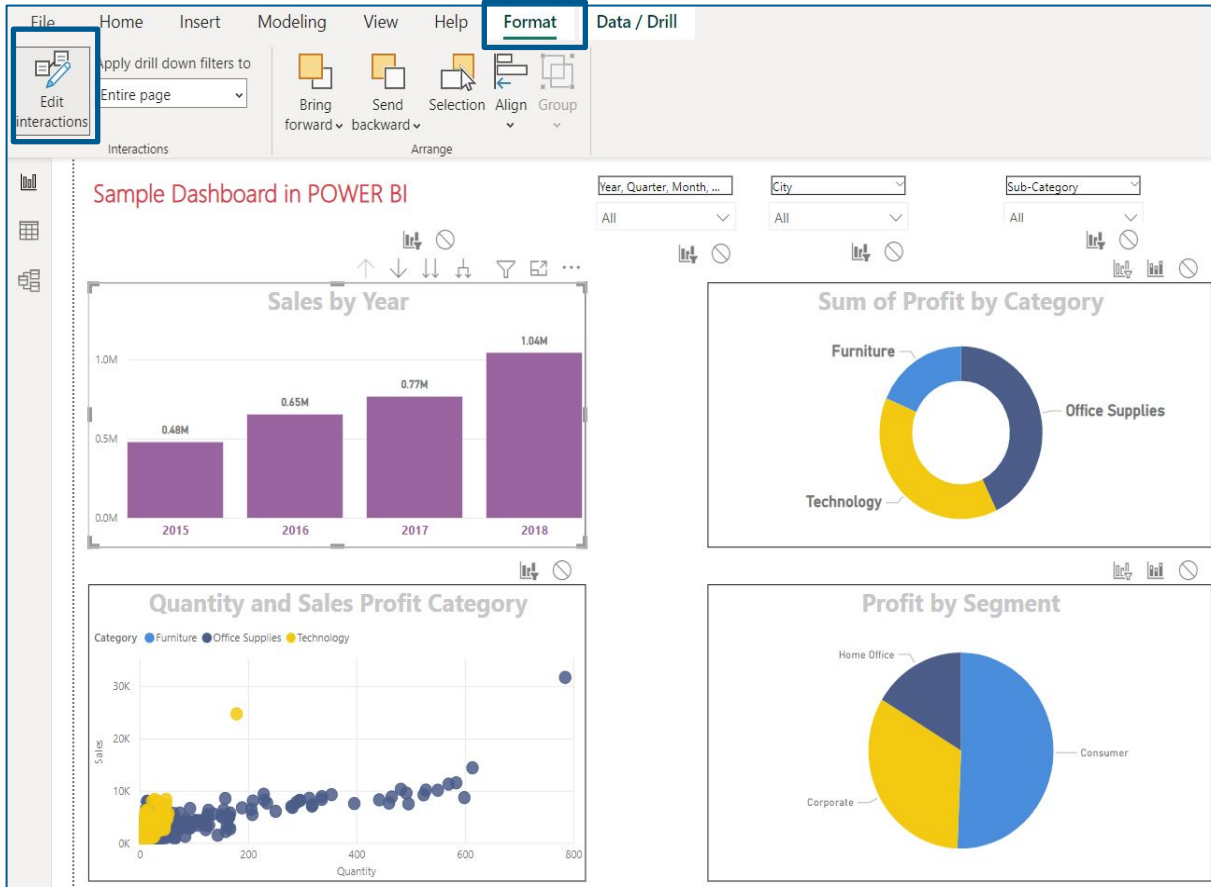 File Home Insert Modeling View Help Format Data / Drill
Edit interactions
Apply drill down filters to
Entire page
Interactions
Bring forward
Send backward
Selection
Align
Group
Arrange
Sample Dashboard in POWER BI
Year, Quarter, Month, ...
All
City
All
Sub-Category
All
Sales by Year
1.0M
0.5M
0.0M
0.48M
0.65M
0.77M
1.04M
2015 2016 2017 2018
Sum of Profit by Category
Furniture
Office Supplies
Technology
Quantity and Sales Profit Category
Category Furniture Office Supplies Technology
Sales
30K
20K
10K
0K
0 200 400 600 800
Quantity
Profit by Segment
Home Office
Consumer
Corporate